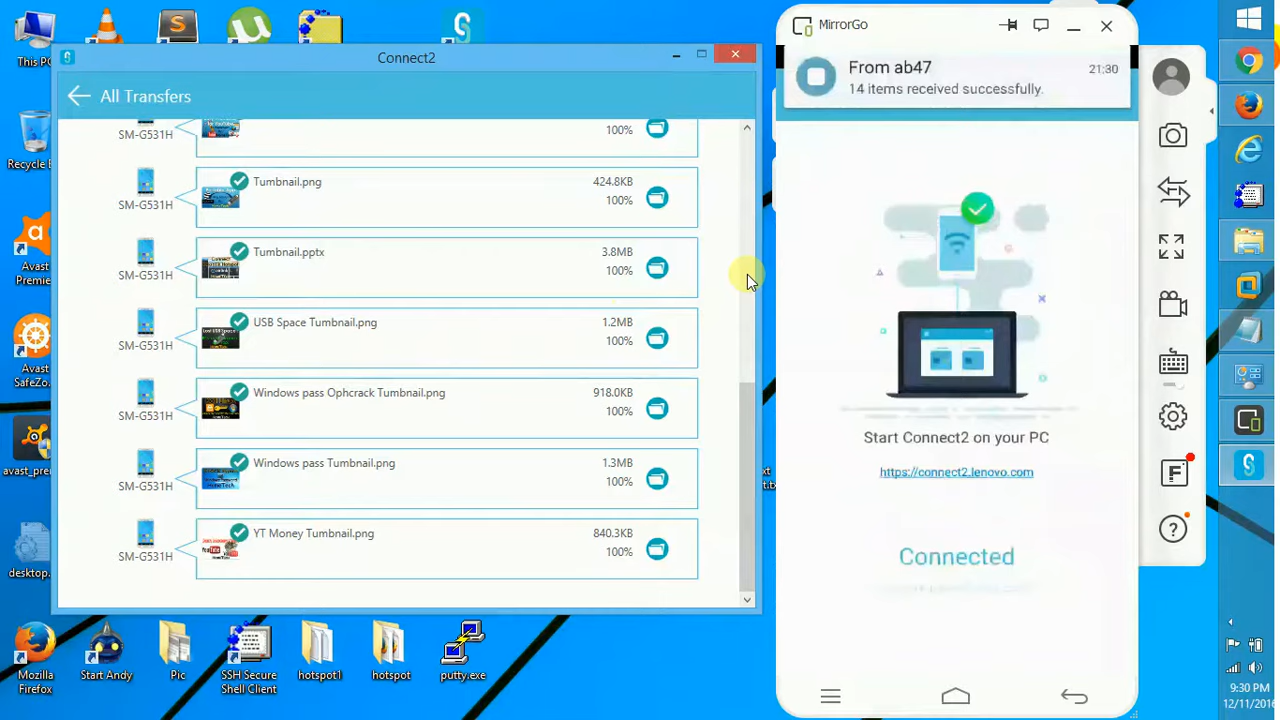 This PC
Recycle B
Avast
Premie
Avast
SafeZo.
avast_pren
desktop.
Connect2
All Transfers
SM-G531H
100%
SM-G531H
Tumbnail.png
424.8KB
100%
SM-G531H
Tumbnail.pptx
3.8MB
100%
SM-G531H
USB Space Tumbnail.png
1.2MB
100%
SM-G531H
Windows pass Ophcrack Tumbnail.png
918.0KB
100%
SM-G531H
Windows pass Tumbnail.png
1.3MB
100%
SM-G531H
YT Money Tumbnail.png
840.3KB
100%
Mozilla
Firefox
Start Andy
Pic
SSH Secure
Shell Client
hotspot1
hotspot
putty.exe
MirrorGo
From ab47
21:30
14 items received successfully.
Start Connect2 on your PC
https://connect2.lenovo.com
Connected
9:30 PM
12/11/2016